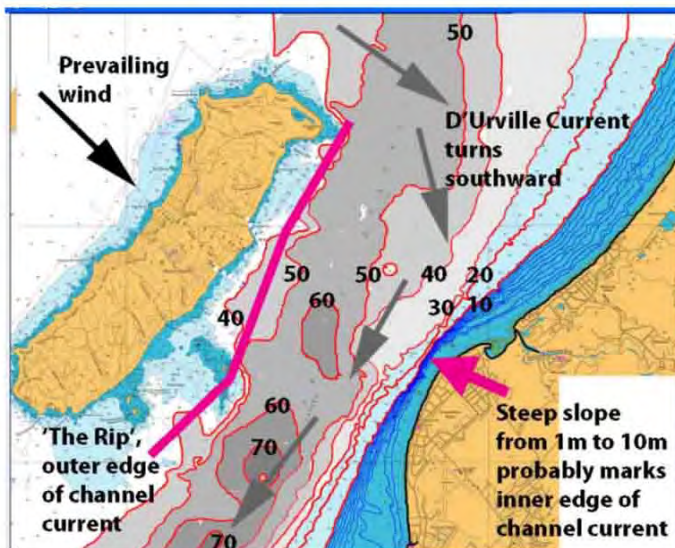 50
Prevailing
wind
D'Urville Current
turns
southward
50
50
40
20
60
30
10
40
60
70
'The Rip',
outer edge
of channel
current
Steep slope
from 1m to 10m
probably marks
inner edge of
channel current
70